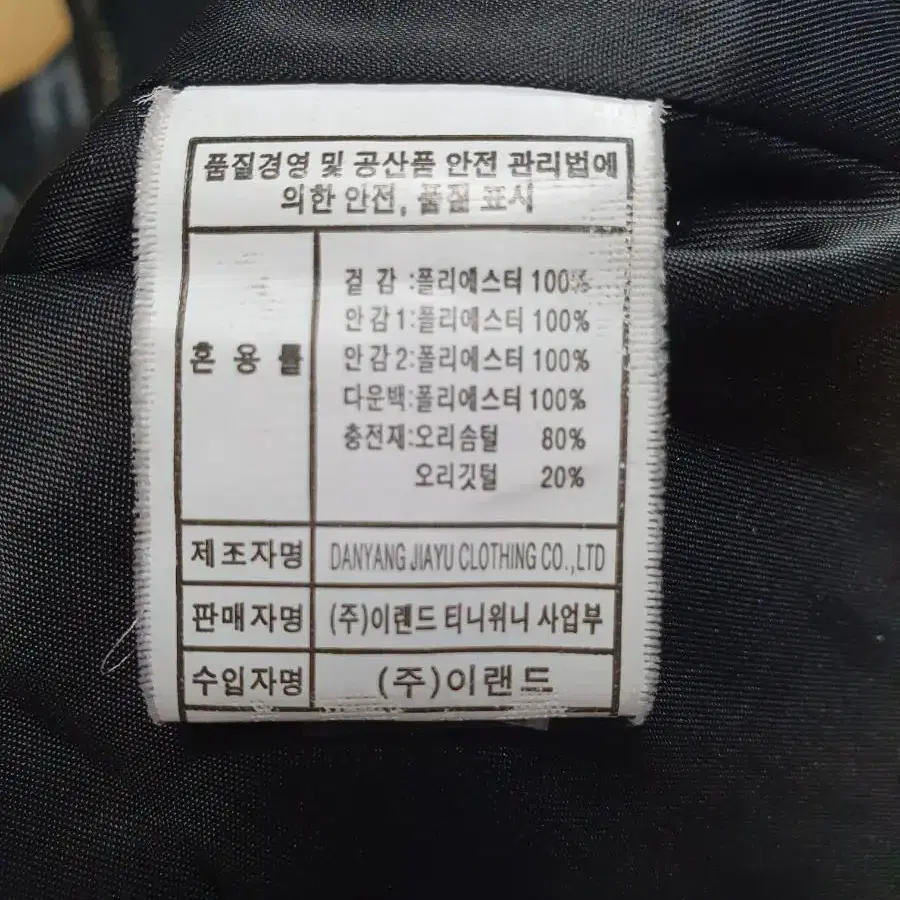 품질경영 및 공산품 안전 관리법에
의한 안전, 품질 표시
혼 용 률
겉 감 :폴리에스터 100%
안감1:폴리에스터 100%
안감2:폴리에스터 100%
다운백:폴리에스터 100%
충전재:오리솜털 80%
오리깃털 20%
제조자명 DANYANG JIAYU CLOTHING CO.,LTD
판매자명 (주)이랜드 티니위니 사업부
수입자명 (주)이랜드